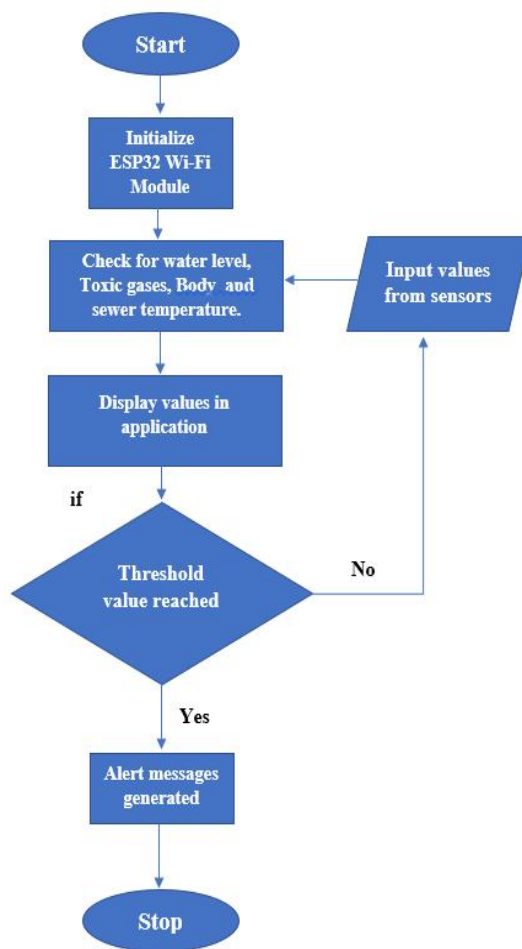 Start
Initialize
ESP32 Wi-Fi
Module
Check for water level,
Toxic gases, Body and
sewer temperature.
Input values
from sensors
Display values in
application
if
Threshold
value reached
No
Yes
Alert messages
generated
Stop